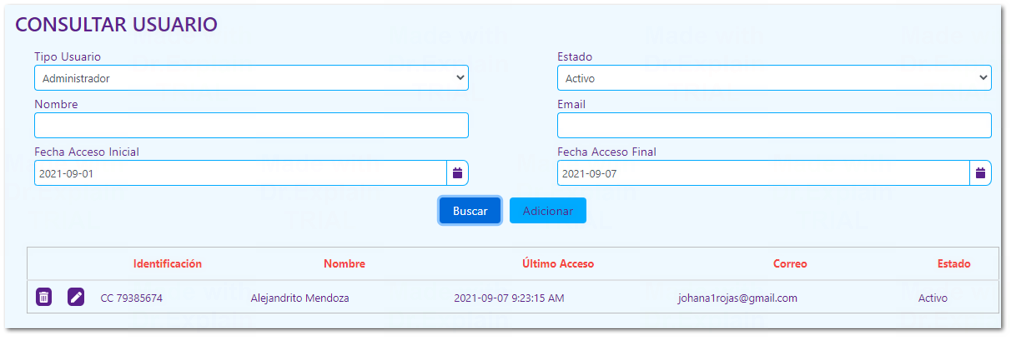 CONSULTAR USUARIO
Tipo Usuario Estado
Administrador Activo
Nombre Email
Fecha Acceso Inicial Fecha Acceso Final
2021-09-01 2021-09-07
Buscar Adicionar
Identificación Nombre Último Acceso Correo Estado
CC 79385674 Alejandrito Mendoza 2021-09-07 9:23:15 AM johana1rojas@gmail.com Activo